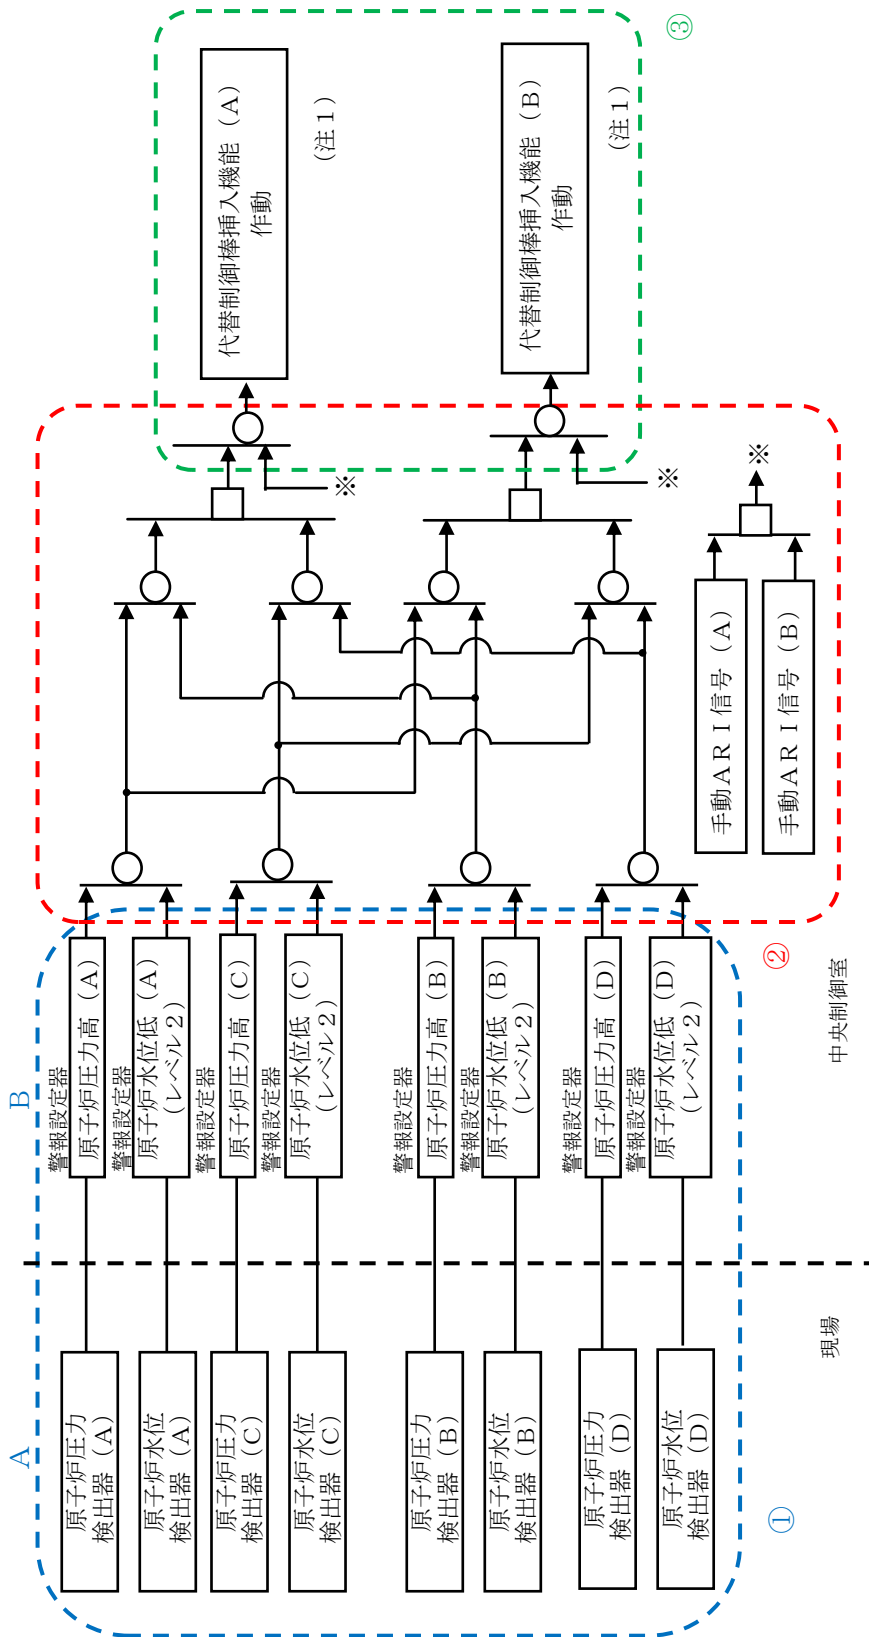 A
B
原子炉圧力
検出器（A）
原子炉水位
検出器（A）
原子炉圧力
検出器（C）
原子炉水位
検出器（C）
原子炉圧力
検出器（B）
原子炉水位
検出器（B）
原子炉圧力
検出器（D）
原子炉水位
検出器（D）
①
現場
警報設定器
原子炉圧力高（A）
警報設定器
原子炉水位低（A）
（レベル２）
警報設定器
原子炉圧力高（C）
警報設定器
原子炉水位低（C）
（レベル２）
警報設定器
原子炉圧力高（B）
警報設定器
原子炉水位低（B）
（レベル２）
警報設定器
原子炉圧力高（D）
警報設定器
原子炉水位低（D）
（レベル２）
②
中央制御室
手動ＡＲＩ信号（A）
手動ＡＲＩ信号（B）
※
※
※
代替制御棒挿入機能（A）
作動
（注１）
代替制御棒挿入機能（B）
作動
（注１）
③